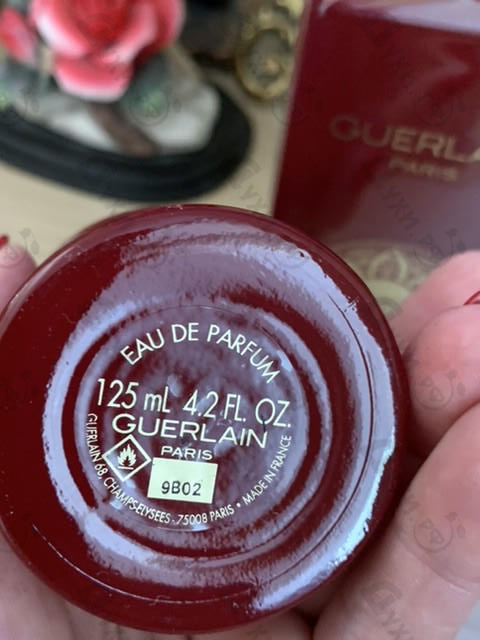 GUERLA
PARIS
EAU DE PARFUM
125 mL 4.2 FL. OZ.
GUERLAIN
PARIS
9B02
GUERLAIN 68, CHAMPS-ELYSEES - 75008 PARIS • MADE IN FRANCE